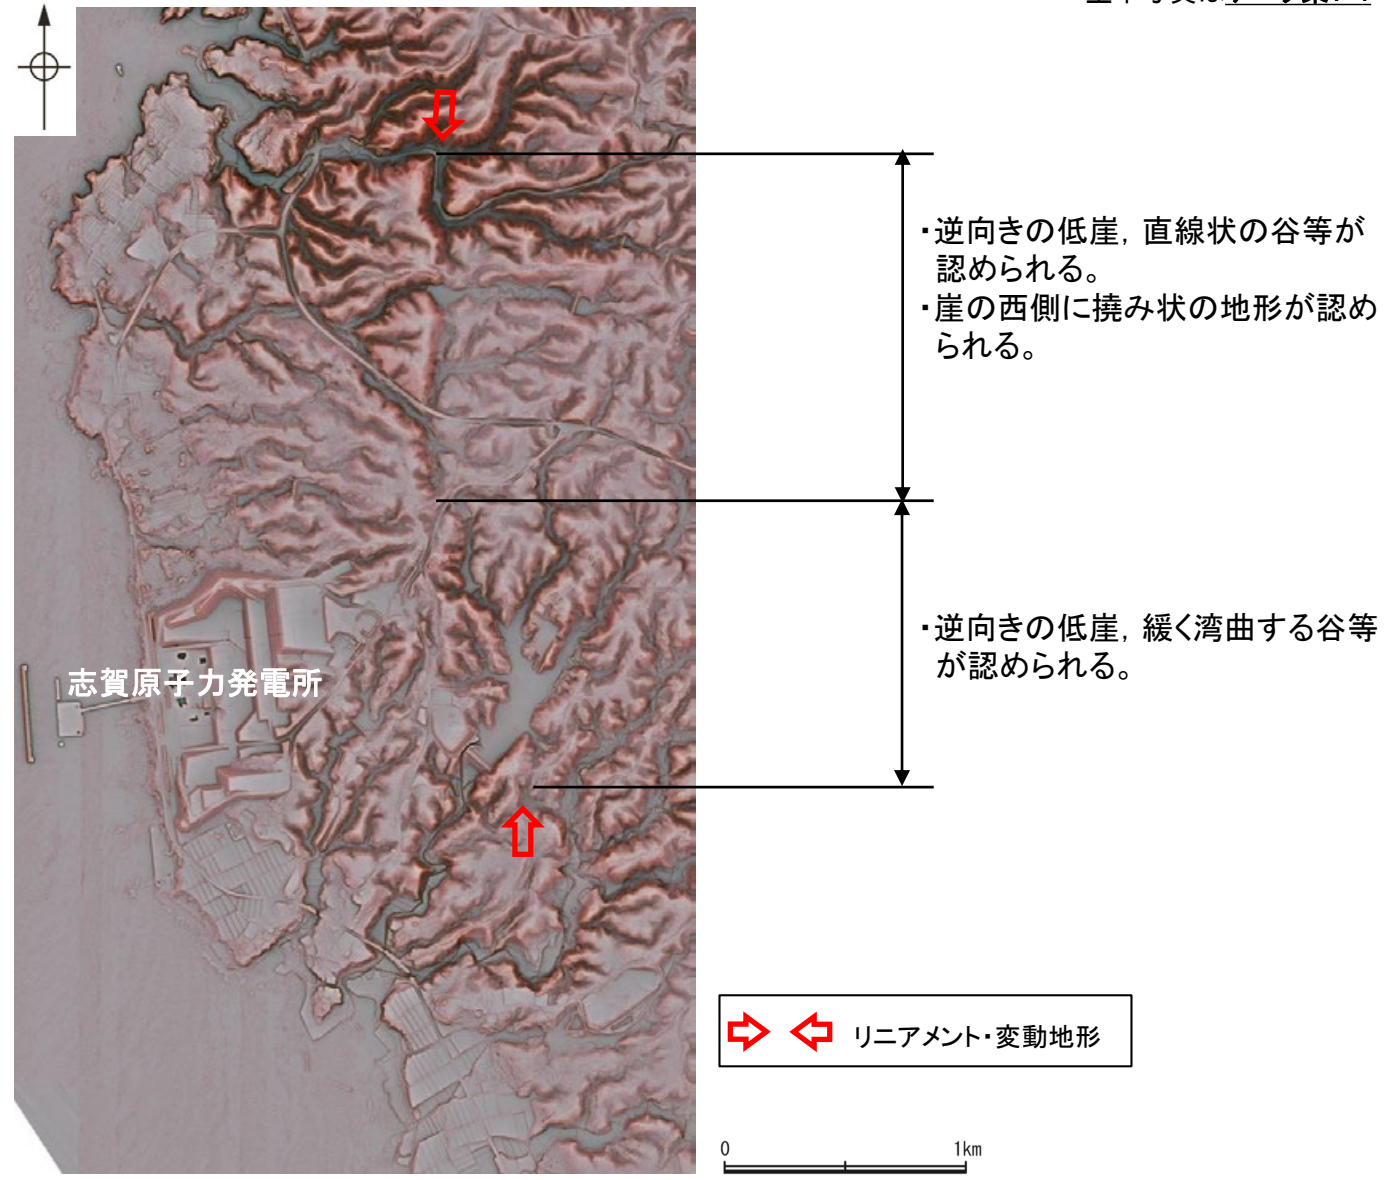 ・逆向きの低崖, 直線状の谷等が
認められる。
・崖の西側に撓み状の地形が認め
られる。
・逆向きの低崖, 緩く湾曲する谷等
が認められる。
志賀原子力発電所
リニアメント・変動地形
0 1km